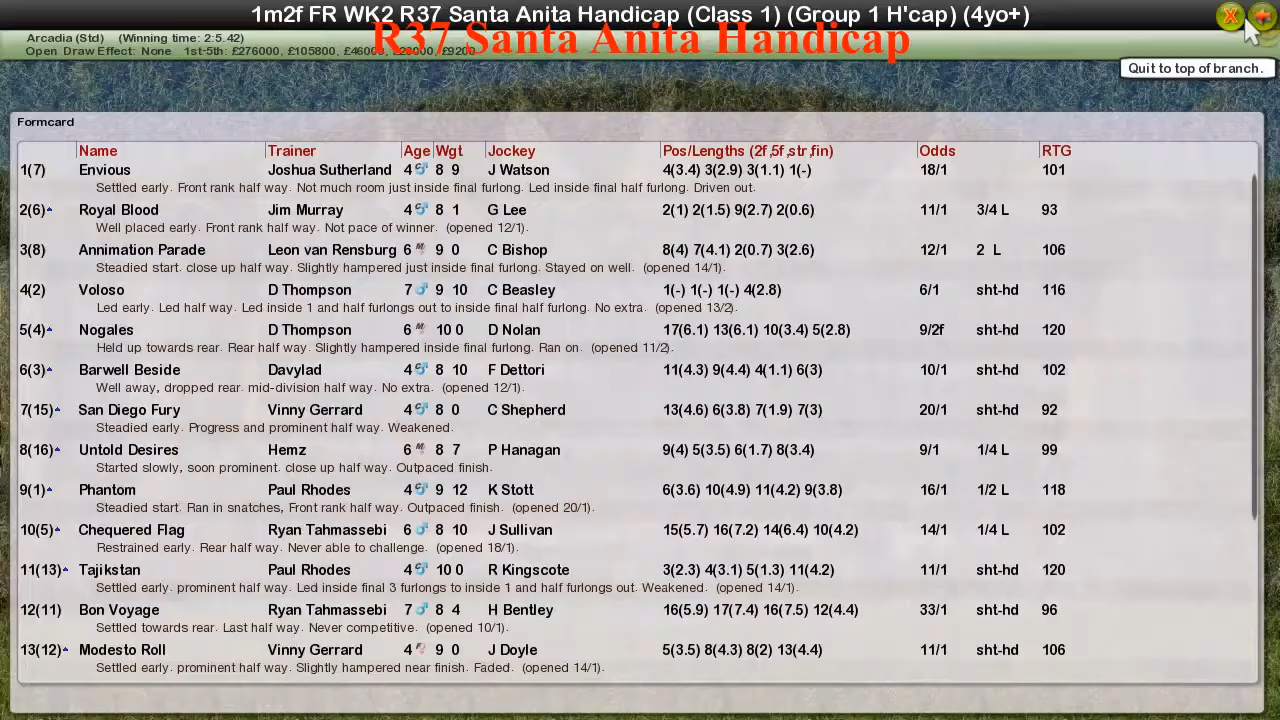 1m2f FR WK2 R37 Santa Anita Handicap (Class 1) (Group 1 H'cap) (4yo+)
R37 Santa Anita Handicap
Arcadia (Std) (Winning time: 2:5.42)
Open Draw Effect: None 1st-5th: £276000, £105800, £46000, £23000, £9200
Quit to top of branch.
Formcard
Name Trainer Age Wgt Jockey Pos/Lengths (2f,5f,str,fin) Odds RTG
1(7) Envious Joshua Sutherland 4 8 9 J Watson 4(3.4) 3(2.9) 3(1.1) 1(-) 18/1 101
Settled early. Front rank half way. Not much room just inside final furlong. Led inside final half furlong. Driven out.
2(6) Royal Blood Jim Murray 4 8 1 G Lee 2(1) 2(1.5) 9(2.7) 2(0.6) 11/1 3/4 L 93
Well placed early. Front rank half way. Not pace of winner. (opened 12/1).
3(8) Annimation Parade Leon van Rensburg 6 9 0 C Bishop 8(4) 7(4.1) 2(0.7) 3(2.6) 12/1 2 L 106
Steadied start. close up half way. Slightly hampered just inside final furlong. Stayed on well. (opened 14/1).
4(2) Voloso D Thompson 7 9 10 C Beasley 1(-) 1(-) 1(-) 4(2.8) 6/1 sht-hd 116
Led early. Led half way. Led inside 1 and half furlongs out to inside final half furlong. No extra. (opened 13/2).
5(4) Nogales D Thompson 6 10 0 D Nolan 17(6.1) 13(6.1) 10(3.4) 5(2.8) 9/2f sht-hd 120
Held up towards rear. Rear half way. Slightly hampered inside final furlong. Ran on. (opened 11/2).
6(3) Barwell Beside Davylad 4 8 10 F Dettori 11(4.3) 9(4.4) 4(1.1) 6(3) 10/1 sht-hd 102
Well away, dropped rear. mid-division half way. No extra. (opened 12/1).
7(15) San Diego Fury Vinny Gerrard 4 8 0 C Shepherd 13(4.6) 6(3.8) 7(1.9) 7(3) 20/1 sht-hd 92
Steadied early. Progress and prominent half way. Weakened.
8(16) Untold Desires Hemz 6 8 7 P Hanagan 9(4) 5(3.5) 6(1.7) 8(3.4) 9/1 1/4 L 99
Started slowly, soon prominent. close up half way. Outpaced finish.
9(1) Phantom Paul Rhodes 4 9 12 K Stott 6(3.6) 10(4.9) 11(4.2) 9(3.8) 16/1 1/2 L 118
Steadied start. Ran in snatches, Front rank half way. Outpaced finish. (opened 20/1).
10(5) Chequered Flag Ryan Tahmassebi 6 8 10 J Sullivan 15(5.7) 16(7.2) 14(6.4) 10(4.2) 14/1 1/4 L 102
Restrained early. Rear half way. Never able to challenge. (opened 18/1).
11(13) Tajikstan Paul Rhodes 4 10 0 R Kingscote 3(2.3) 4(3.1) 5(1.3) 11(4.2) 11/1 sht-hd 120
Settled early. prominent half way. Led inside final 3 furlongs to inside 1 and half furlongs out. Weakened. (opened 14/1).
12(11) Bon Voyage Ryan Tahmassebi 7 8 4 H Bentley 16(5.9) 17(7.4) 16(7.5) 12(4.4) 33/1 sht-hd 96
Settled towards rear. Last half way. Never competitive. (opened 10/1).
13(12) Modesto Roll Vinny Gerrard 4 9 0 J Doyle 5(3.5) 8(4.3) 8(2) 13(4.4) 11/1 sht-hd 106
Settled early. prominent half way. Slightly hampered near finish. Faded. (opened 14/1).